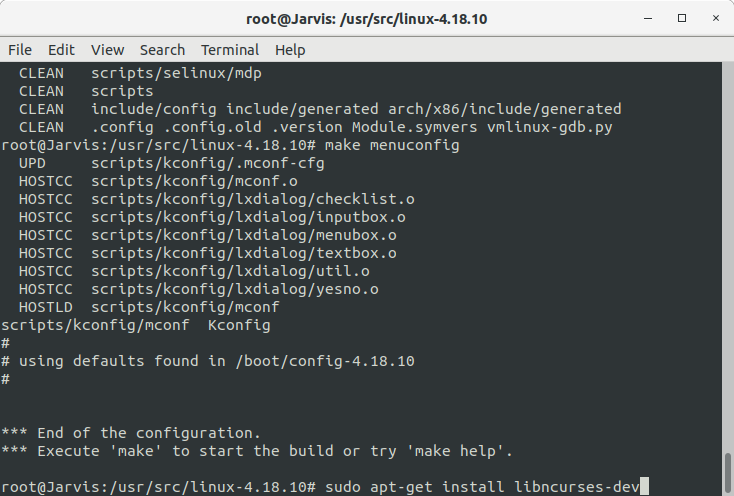 root@Jarvis: /usr/src/linux-4.18.10
File Edit View Search Terminal Help
CLEAN scripts/selinux/mdp
CLEAN scripts
CLEAN include/config include/generated arch/x86/include/generated
CLEAN .config .config.old .version Module.symvers vmlinux-gdb.py
root@Jarvis:/usr/src/linux-4.18.10# make menuconfig
UPD scripts/kconfig/.mconf-cfg
HOSTCC scripts/kconfig/mconf.o
HOSTCC scripts/kconfig/lxdialog/checklist.o
HOSTCC scripts/kconfig/lxdialog/inputbox.o
HOSTCC scripts/kconfig/lxdialog/menubox.o
HOSTCC scripts/kconfig/lxdialog/textbox.o
HOSTCC scripts/kconfig/lxdialog/util.o
HOSTCC scripts/kconfig/lxdialog/yesno.o
HOSTLD scripts/kconfig/mconf
scripts/kconfig/mconf Kconfig
#
# using defaults found in /boot/config-4.18.10
#
*** End of the configuration.
*** Execute 'make' to start the build or try 'make help'.
root@Jarvis:/usr/src/linux-4.18.10# sudo apt-get install libncurses-dev